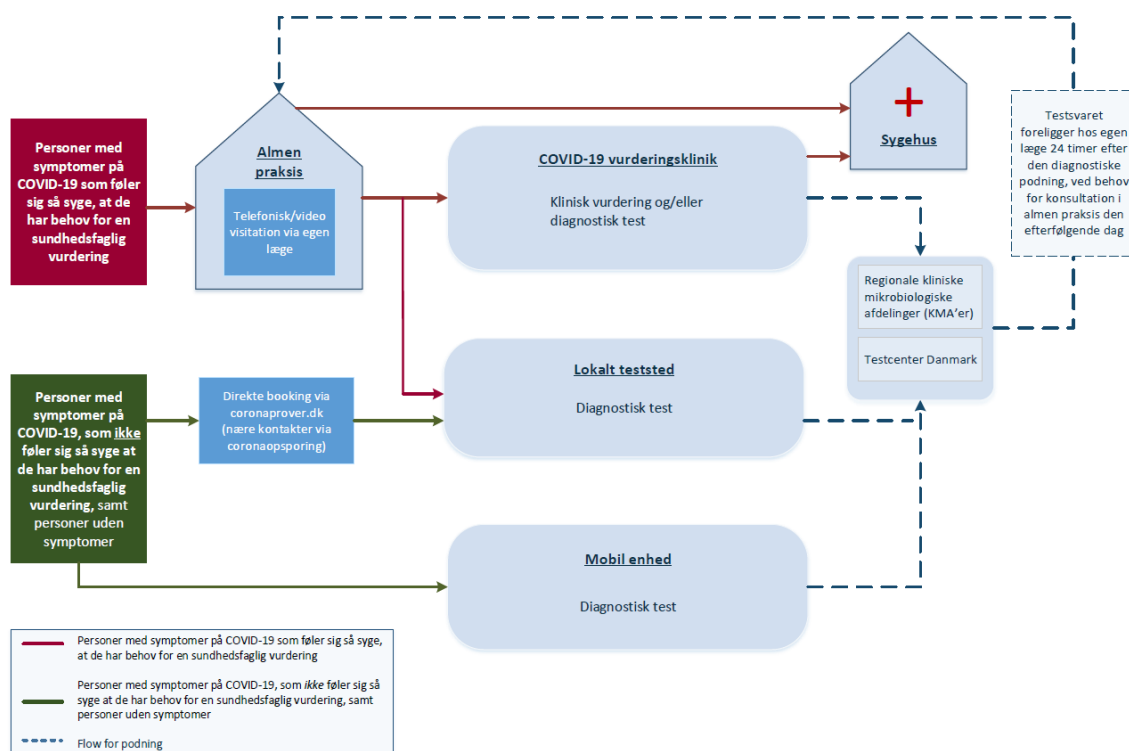 Personer med
symptomer på
COVID-19 som føler
sig så syge, at de
har behov for en
sundhedsfaglig
vurdering
Almen
praksis
Telefonisk/video
visitation via egen
læge
COVID-19 vurderingsklinik
Klinisk vurdering og/eller
diagnostisk test
Sygehus
Testsvaret
foreligger hos egen
læge 24 timer efter
den diagnostiske
podning, ved behov
for konsultation i
almen praksis den
efterfølgende dag
Regionale kliniske
mikrobiologiske
afdelinger (KMA'er)
Testcenter Danmark
Personer med
symptomer på
COVID-19, som ikke
føler sig så syge at
de har behov for en
sundhedsfaglig
vurdering, samt
personer uden
symptomer
Direkte booking via
coronaprover.dk
(nære kontakter via
coronaopsporing)
Lokalt teststed
Diagnostisk test
Mobil enhed
Diagnostisk test
Personer med symptomer på COVID-19 som føler sig så syge,
at de har behov for en sundhedsfaglig vurdering
Personer med symptomer på COVID-19, som ikke føler sig så
syge at de har behov for en sundhedsfaglig vurdering, samt
personer uden symptomer
Flow for podning